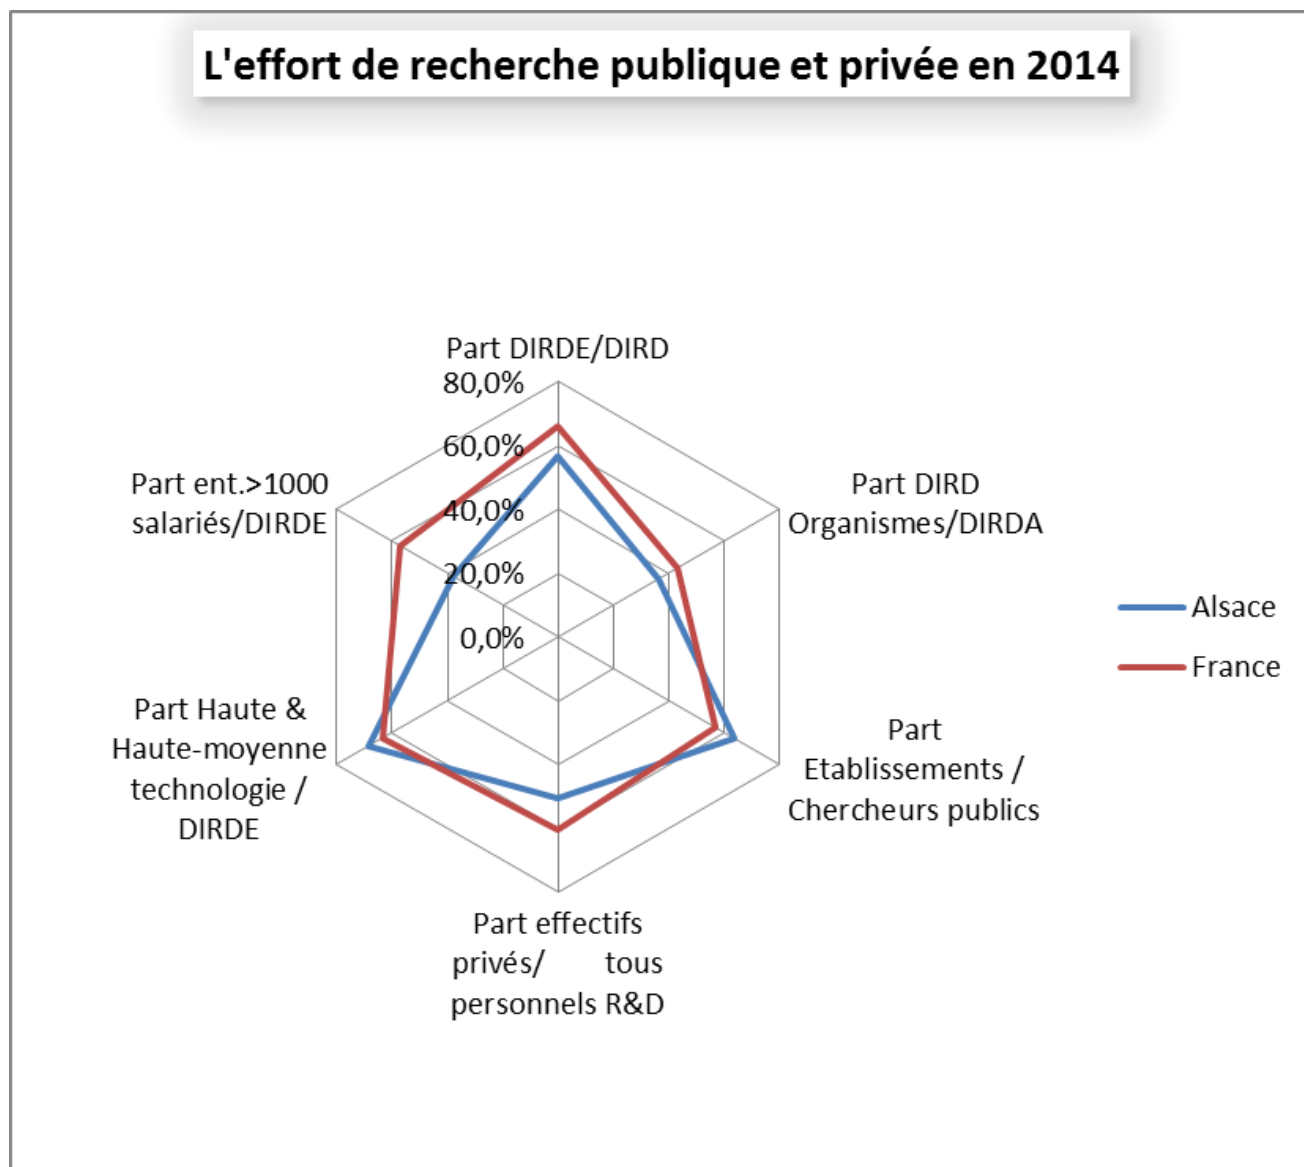 L'effort de recherche publique et privée en 2014
Part DIRDE/DIRD
80,0%
60,0%
40,0%
20,0%
0,0%
Part DIRD
Organismes/DIRDA
Part
Etablissements /
Chercheurs publics
Part effectifs
privés/ tous
personnels R&D
Part Haute &
Haute-moyenne
technologie /
DIRDE
Part ent.>1000
salariés/DIRDE
Alsace
France